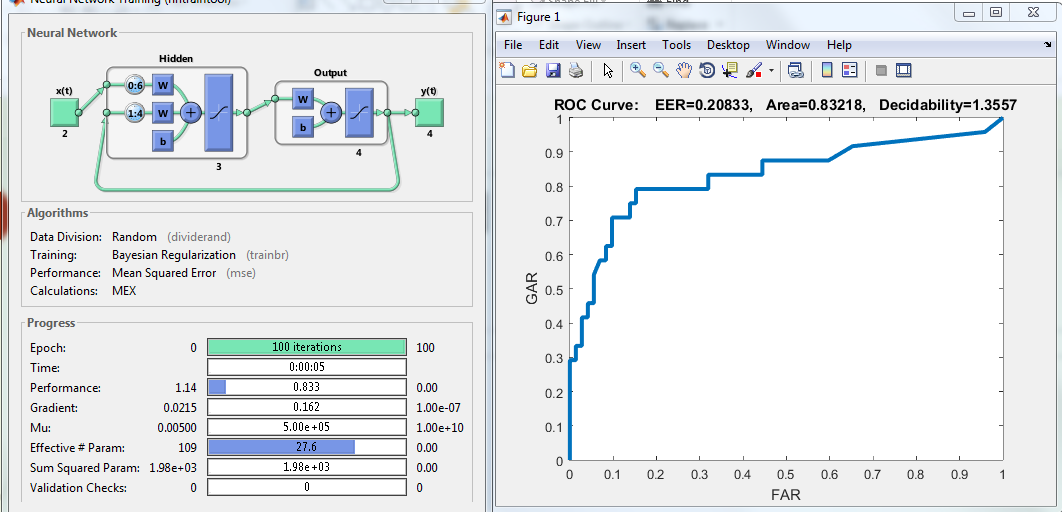 Neural Network Training (nntraintool)
Neural Network
Hidden
Output
x(t)
y(t)
0:6
W
1:4
W
b
W
b
2
3
4
4
Algorithms
Data Division: Random (dividerand)
Training: Bayesian Regularization (trainbr)
Performance: Mean Squared Error (mse)
Calculations: MEX
Progress
Epoch: 0 100 iterations 100
Time: 0:00:05
Performance: 1.14 0.833 0.00
Gradient: 0.0215 0.162 1.00e-07
Mu: 0.00500 5.00e+05 1.00e+10
Effective # Param: 109 27.6 0.00
Sum Squared Param: 1.98e+03 1.98e+03 0.00
Validation Checks: 0 0 0
Figure 1
File Edit View Insert Tools Desktop Window Help
ROC Curve: EER=0.20833, Area=0.83218, Decidability=1.3557
1
0.9
0.8
0.7
0.6
0.5
0.4
0.3
0.2
0.1
0
GAR
0 0.1 0.2 0.3 0.4 0.5 0.6 0.7 0.8 0.9 1
FAR